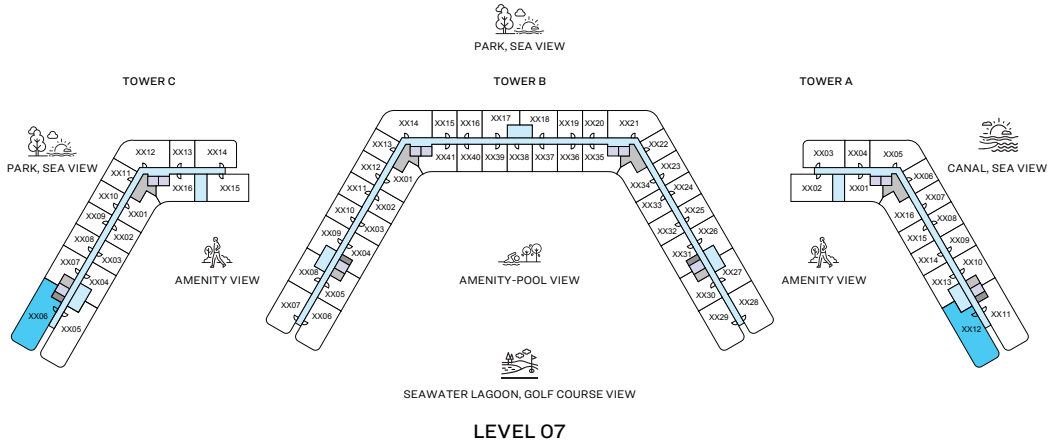 PARK, SEA VIEW
TOWER C
TOWER B
TOWER A
PARK, SEA VIEW
CANAL, SEA VIEW
XX12
XX13
XX14
XX11
XX16
XX15
XX10
XX01
XX09
XX02
XX08
XX03
XX07
XX04
XX06
XX05
AMENITY VIEW
XX14
XX15
XX16
XX17
XX18
XX19
XX20
XX21
XX13
XX41
XX40
XX39
XX38
XX37
XX36
XX35
XX22
XX12
XX01
XX34
XX23
XX11
XX02
XX33
XX24
XX10
XX03
XX32
XX25
XX09
XX04
XX31
XX26
XX08
XX05
XX30
XX27
XX07
XX06
XX29
XX28
AMENITY-POOL VIEW
XX03
XX04
XX05
XX02
XX01
XX06
XX16
XX07
XX15
XX08
XX14
XX09
XX13
XX10
XX12
XX11
AMENITY VIEW
SEAWATER LAGOON, GOLF COURSE VIEW
LEVEL 07